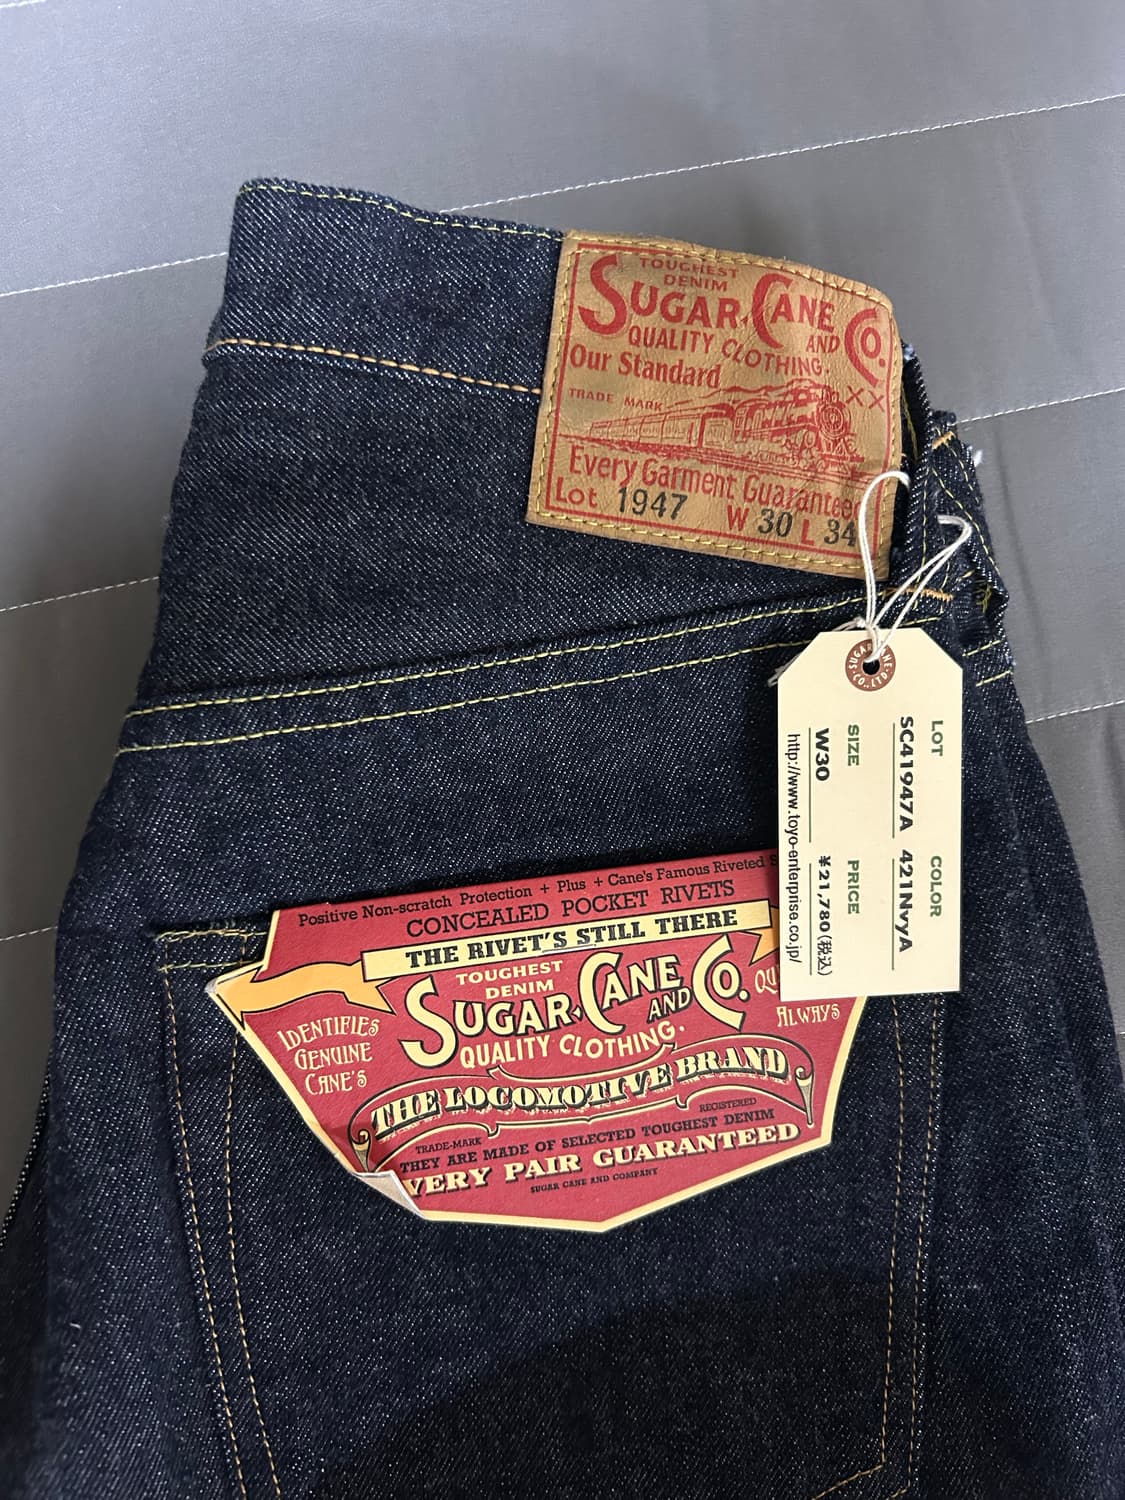 TOUGHEST
DENIM
SUGAR CANE AND CO.
QUALITY CLOTHING.
Our Standard
XX
TRADE MARK
Every Garment Guaranteed
Lot 1947 W 30 L 34
SUGAR CANE CO., LTD.
LOT COLOR
SC41947A 421NvyA
SIZE PRICE
W30 ¥21,780(税込)
http://www.toyo-enterprise.co.jp/
Positive Non-scratch Protection + Plus + Cane's Famous Riveted
CONCEALED POCKET RIVETS
THE RIVET'S STILL THERE
TOUGHEST
DENIM
SUGAR CANE AND CO.
QUALITY CLOTHING.
IDENTIFIES
GENUINE
CANE'S
ALWAYS
THE LOCOMOTIVE BRAND
TRADE-MARK REGISTERED
THEY ARE MADE OF SELECTED TOUGHEST DENIM
VERY PAIR GUARANTEED
SUGAR CANE AND COMPANY